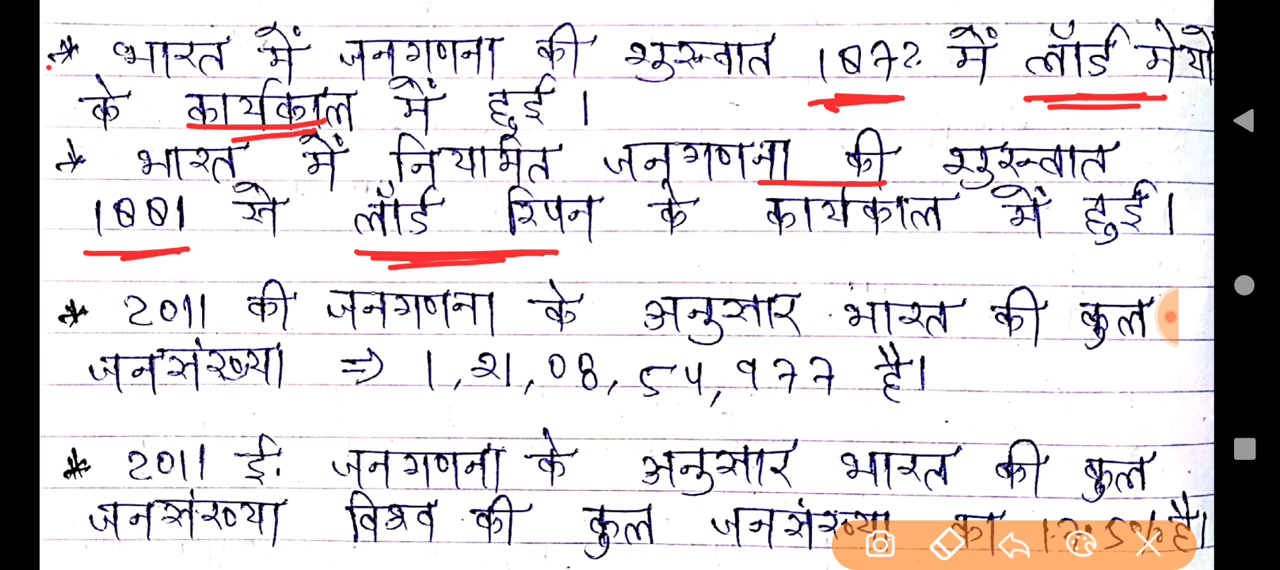 * भारत में जनगणना की शुरुवात 1872 में लॉर्ड मेयो
के कार्यकाल में हुई।
* भारत में नियमित जनगणना की शुरुवात
1881 से लॉर्ड रिपन के कार्यकाल में हुई।
* 2011 की जनगणना के अनुसार भारत की कुल
जनसंख्या => 1,21,08,54,977 है।
* 2011 ई. जनगणना के अनुसार भारत की कुल
जनसंख्या विश्व की कुल जनसंख्या का 17.5% है।